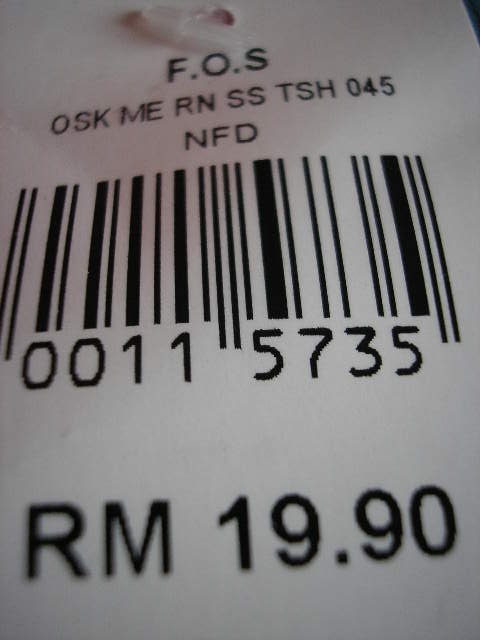 F.O.S
OSK ME RN SS TSH 045
NFD
0011 5735
RM 19.90